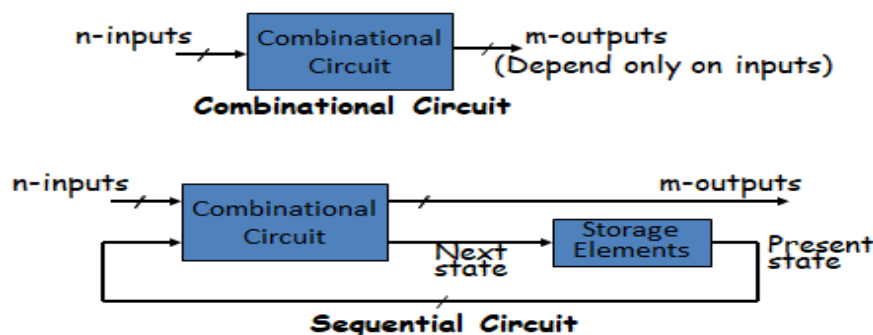 n-inputs
Combinational
Circuit
m-outputs
(Depend only on inputs)
Combinational Circuit
n-inputs
Combinational
Circuit
m-outputs
Next
state
Storage
Elements
Present
state
Sequential Circuit